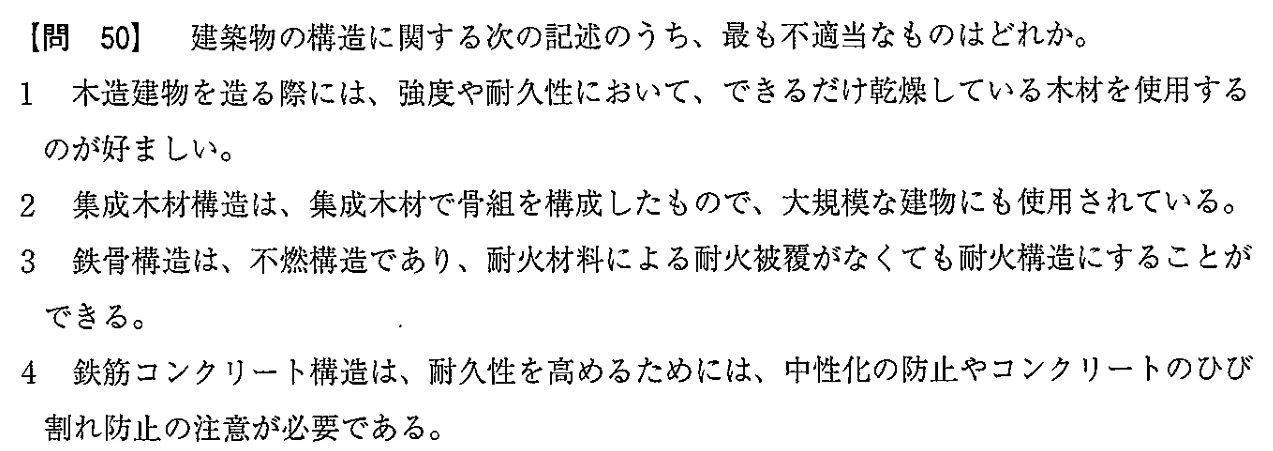 【問　50】　建築物の構造に関する次の記述のうち、最も不適当なものはどれか。
1　木造建物を造る際には、強度や耐久性において、できるだけ乾燥している木材を使用する
のが好ましい。
2　集成木材構造は、集成木材で骨組を構成したもので、大規模な建物にも使用されている。
3　鉄骨構造は、不燃構造であり、耐火材料による耐火被覆がなくても耐火構造にすることが
できる。
4　鉄筋コンクリート構造は、耐久性を高めるためには、中性化の防止やコンクリートのひび
割れ防止の注意が必要である。